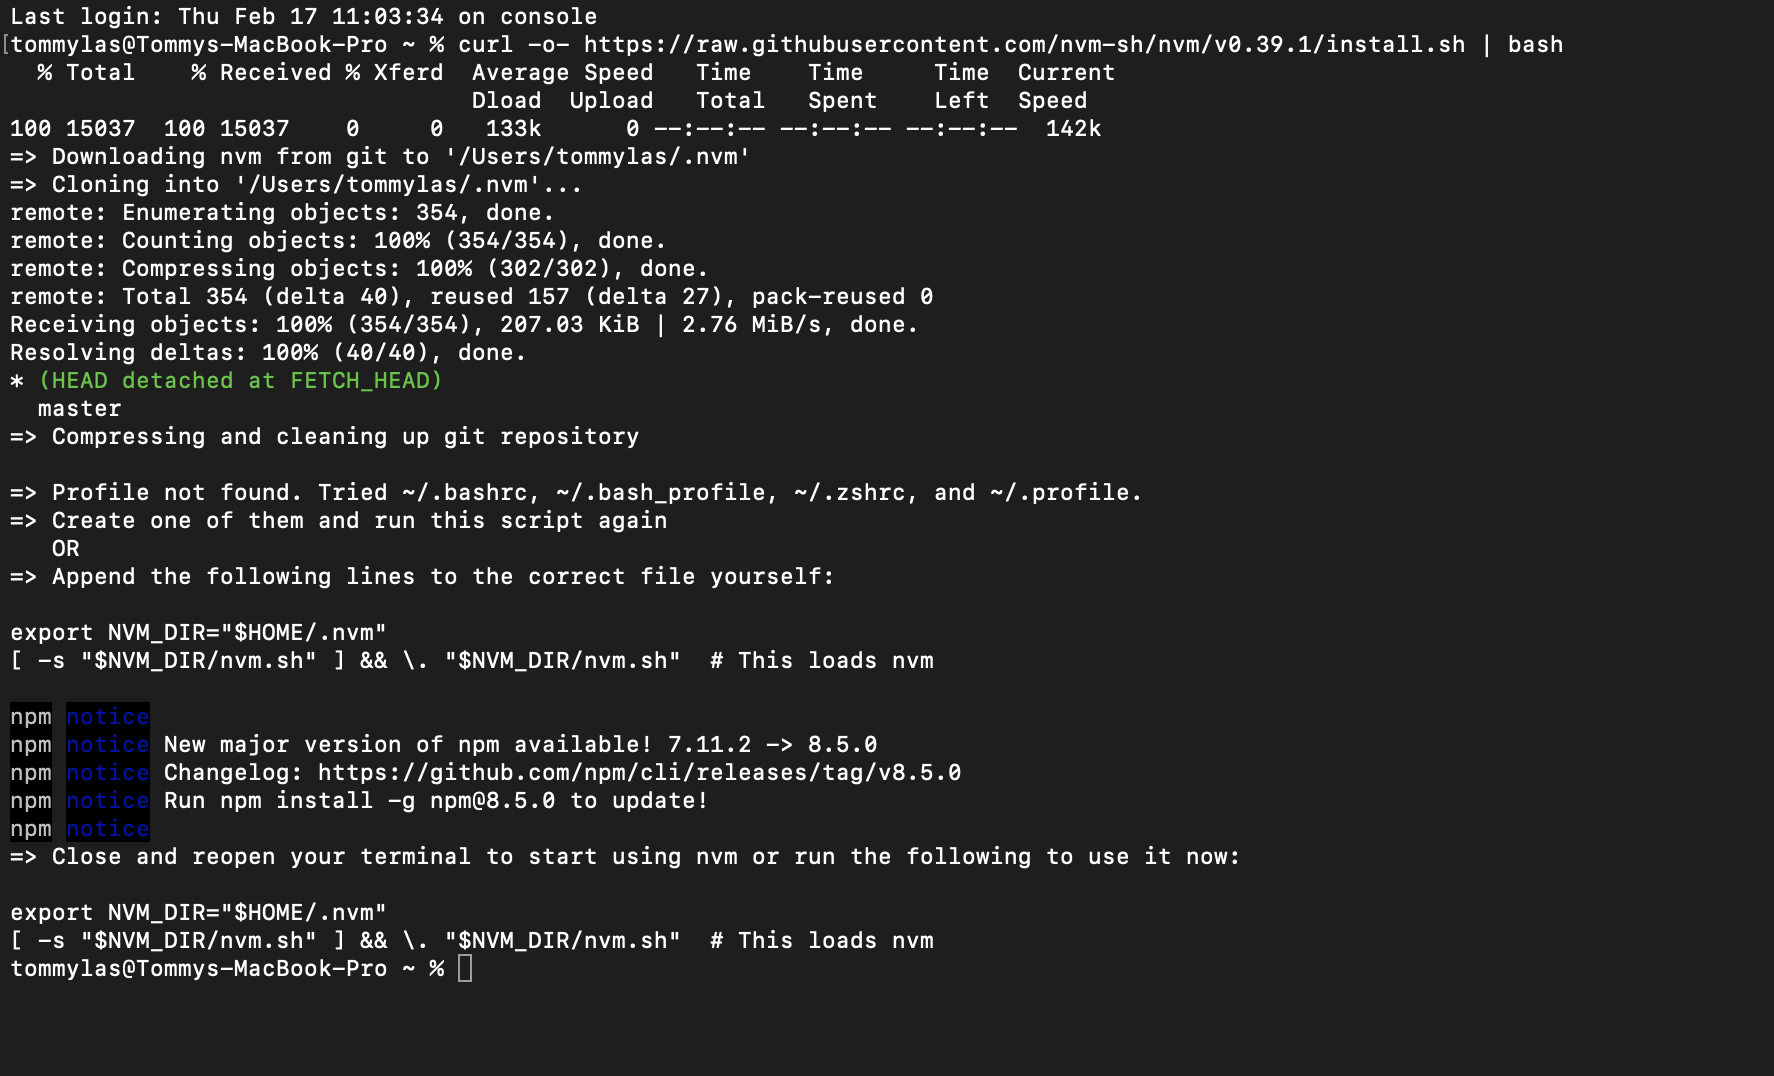 Last login: Thu Feb 17 11:03:34 on console
[tommylas@Tommys-MacBook-Pro ~ % curl -o- https://raw.githubusercontent.com/nvm-sh/nvm/v0.39.1/install.sh | bash
  % Total    % Received % Xferd  Average Speed   Time    Time     Time  Current
                                 Dload  Upload   Total   Spent    Left  Speed
100 15037  100 15037    0     0   133k      0 --:--:-- --:--:-- --:--:--  142k
=> Downloading nvm from git to '/Users/tommylas/.nvm'
=> Cloning into '/Users/tommylas/.nvm'...
remote: Enumerating objects: 354, done.
remote: Counting objects: 100% (354/354), done.
remote: Compressing objects: 100% (302/302), done.
remote: Total 354 (delta 40), reused 157 (delta 27), pack-reused 0
Receiving objects: 100% (354/354), 207.03 KiB | 2.76 MiB/s, done.
Resolving deltas: 100% (40/40), done.
* (HEAD detached at FETCH_HEAD)
  master
=> Compressing and cleaning up git repository

=> Profile not found. Tried ~/.bashrc, ~/.bash_profile, ~/.zshrc, and ~/.profile.
=> Create one of them and run this script again
   OR
=> Append the following lines to the correct file yourself:

export NVM_DIR="$HOME/.nvm"
[ -s "$NVM_DIR/nvm.sh" ] && \. "$NVM_DIR/nvm.sh"  # This loads nvm

npm notice
npm notice New major version of npm available! 7.11.2 -> 8.5.0
npm notice Changelog: https://github.com/npm/cli/releases/tag/v8.5.0
npm notice Run npm install -g npm@8.5.0 to update!
npm notice
=> Close and reopen your terminal to start using nvm or run the following to use it now:

export NVM_DIR="$HOME/.nvm"
[ -s "$NVM_DIR/nvm.sh" ] && \. "$NVM_DIR/nvm.sh"  # This loads nvm
tommylas@Tommys-MacBook-Pro ~ %